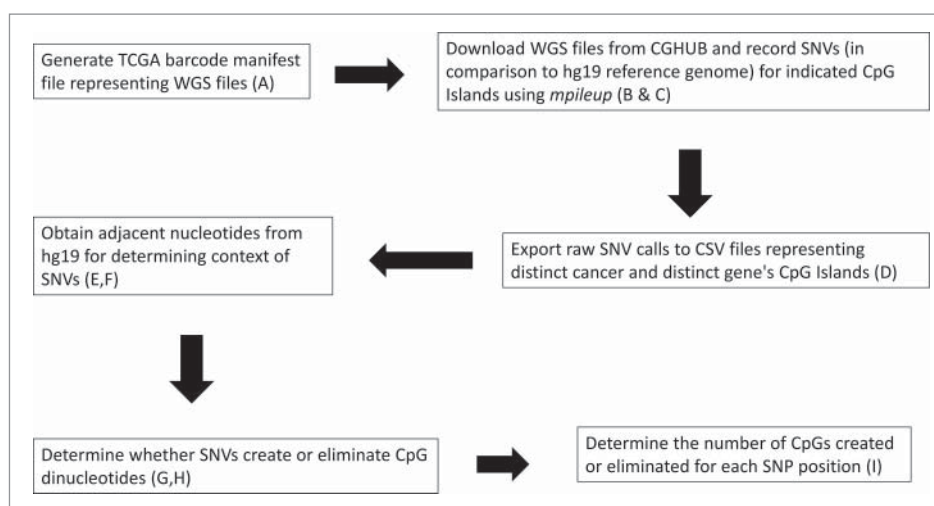 Generate TCGA barcode manifest
file representing WGS files (A)
Download WGS files from CGHUB and record SNVs (in
comparison to hg19 reference genome) for indicated CpG
Islands using mpileup (B & C)
Export raw SNV calls to CSV files representing
distinct cancer and distinct gene's CpG Islands (D)
Obtain adjacent nucleotides from
hg19 for determining context of
SNVs (E,F)
Determine whether SNVs create or eliminate CpG
dinucleotides (G,H)
Determine the number of CpGs created
or eliminated for each SNP position (I)